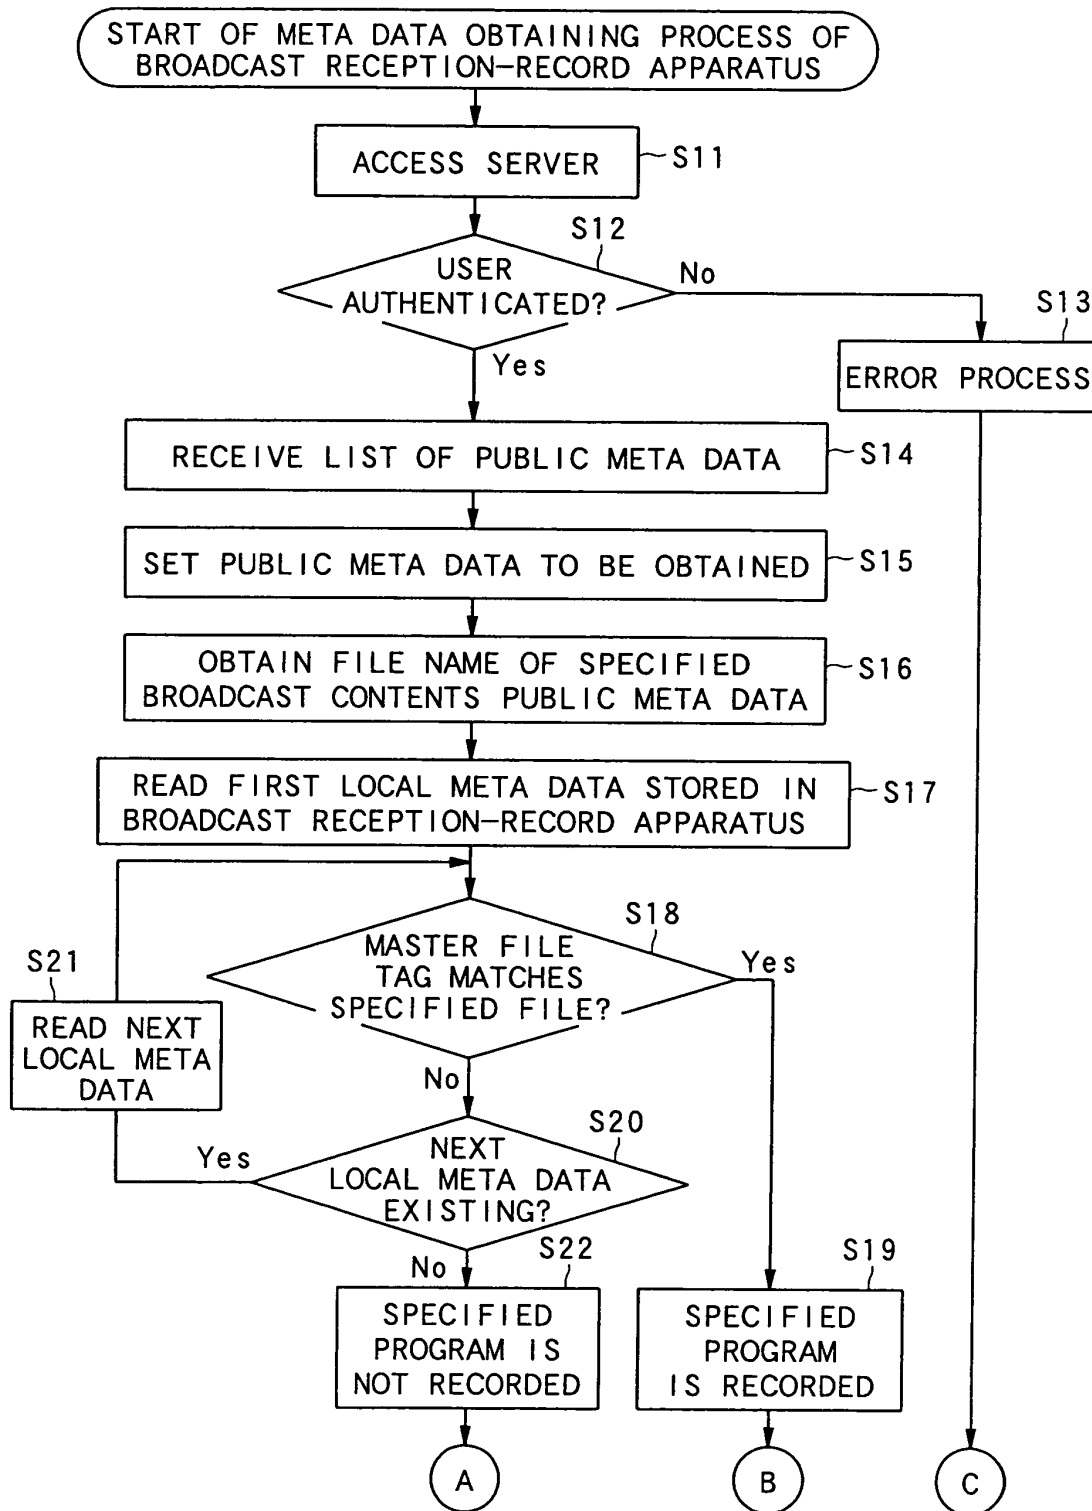 START OF META DATA OBTAINING PROCESS OF
BROADCAST RECEPTION-RECORD APPARATUS
ACCESS SERVER
S11
S12
USER
AUTHENTICATED?
No
Yes
S13
ERROR PROCESS
RECEIVE LIST OF PUBLIC META DATA
S14
SET PUBLIC META DATA TO BE OBTAINED
S15
OBTAIN FILE NAME OF SPECIFIED
BROADCAST CONTENTS PUBLIC META DATA
S16
READ FIRST LOCAL META DATA STORED IN
BROADCAST RECEPTION-RECORD APPARATUS
S17
S18
MASTER FILE
TAG MATCHES
SPECIFIED FILE?
Yes
No
S21
READ NEXT
LOCAL META
DATA
S20
NEXT
LOCAL META DATA
EXISTING?
Yes
No
S22
SPECIFIED
PROGRAM IS
NOT RECORDED
S19
SPECIFIED
PROGRAM
IS RECORDED
A
B
C